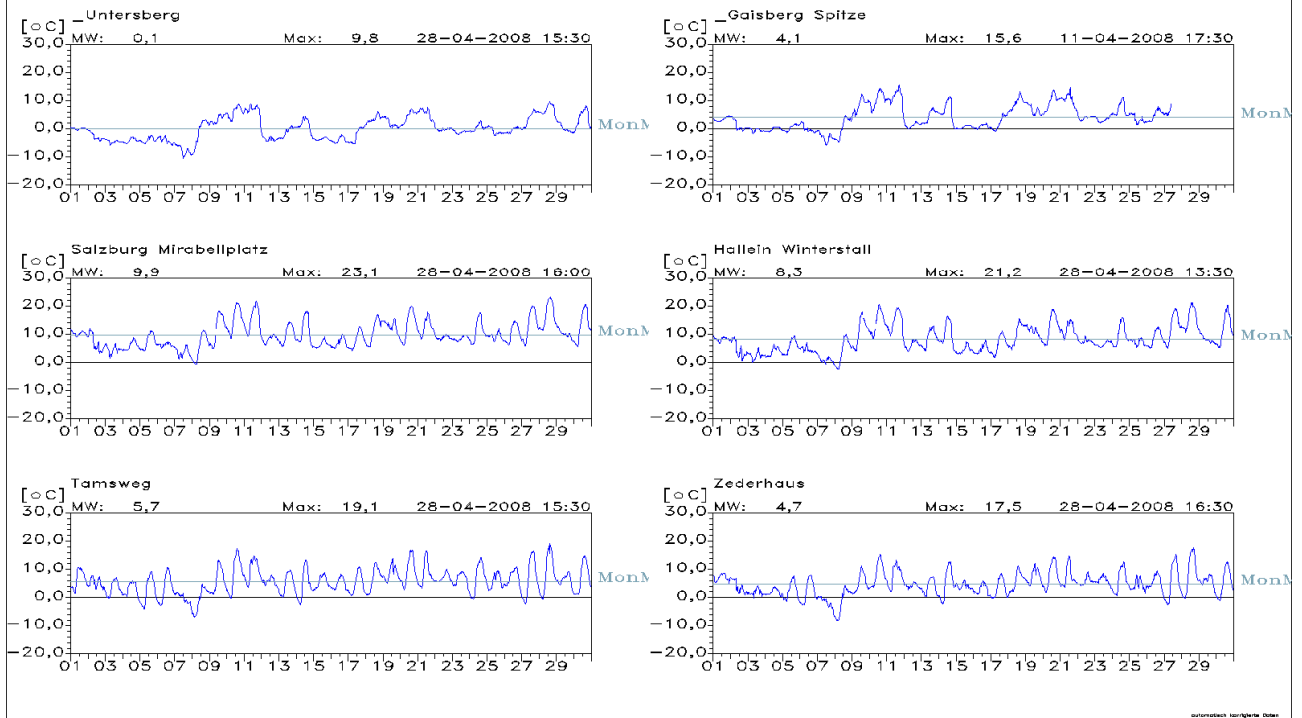 _Untersberg
[°C] MW: 0,1 Max: 9,8 28-04-2008 15:30
30,0
20,0
10,0
0,0
−10,0
−20,0
MonM
01 03 05 07 09 11 13 15 17 19 21 23 25 27 29
_Gaisberg Spitze
[°C] MW: 4,1 Max: 15,6 11-04-2008 17:30
30,0
20,0
10,0
0,0
−10,0
−20,0
MonM
01 03 05 07 09 11 13 15 17 19 21 23 25 27 29
Salzburg Mirabellplatz
[°C] MW: 9,9 Max: 23,1 28-04-2008 16:00
30,0
20,0
10,0
0,0
−10,0
−20,0
MonM
01 03 05 07 09 11 13 15 17 19 21 23 25 27 29
Hallein Winterstall
[°C] MW: 8,3 Max: 21,2 28-04-2008 13:30
30,0
20,0
10,0
0,0
−10,0
−20,0
MonM
01 03 05 07 09 11 13 15 17 19 21 23 25 27 29
Tamsweg
[°C] MW: 5,7 Max: 19,1 28-04-2008 15:30
30,0
20,0
10,0
0,0
−10,0
−20,0
MonM
01 03 05 07 09 11 13 15 17 19 21 23 25 27 29
Zederhaus
[°C] MW: 4,7 Max: 17,5 28-04-2008 16:30
30,0
20,0
10,0
0,0
−10,0
−20,0
MonM
01 03 05 07 09 11 13 15 17 19 21 23 25 27 29
automatisch korrigierte Daten